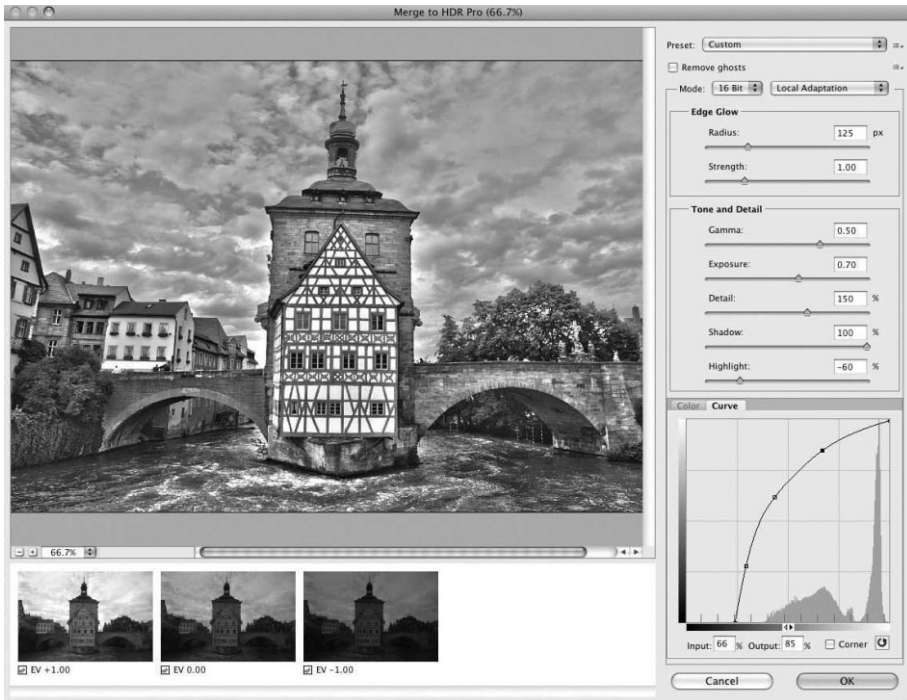 Merge to HDR Pro (66.7%)
Preset: Custom
Remove ghosts
Mode: 16 Bit Local Adaptation
Edge Glow
Radius: 125 px
Strength: 1.00
Tone and Detail
Gamma: 0.50
Exposure: 0.70
Detail: 150 %
Shadow: 100 %
Highlight: -60 %
Color Curve
Input: 66 % Output: 85 % Corner
Cancel OK
66.7%
EV +1.00 EV 0.00 EV -1.00